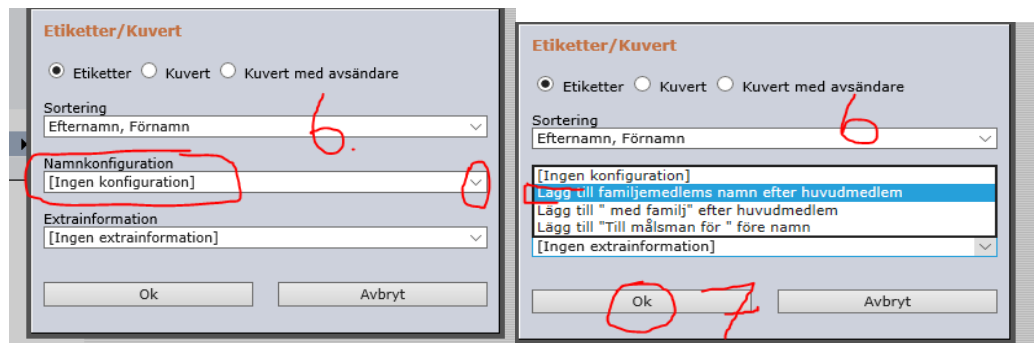 Etiketter/Kuvert
Etiketter Kuvert Kuvert med avsändare
Sortering
Efternamn, Förnamn
6.
Namnkonfiguration
[Ingen konfiguration]
Extrainformation
[Ingen extrainformation]
Ok Avbryt
Etiketter/Kuvert
Etiketter Kuvert Kuvert med avsändare
Sortering
Efternamn, Förnamn
6
[Ingen konfiguration]
Lägg till familjemedlems namn efter huvudmedlem
Lägg till " med familj" efter huvudmedlem
Lägg till "Till målsman för " före namn
[Ingen extrainformation]
Ok 7 Avbryt